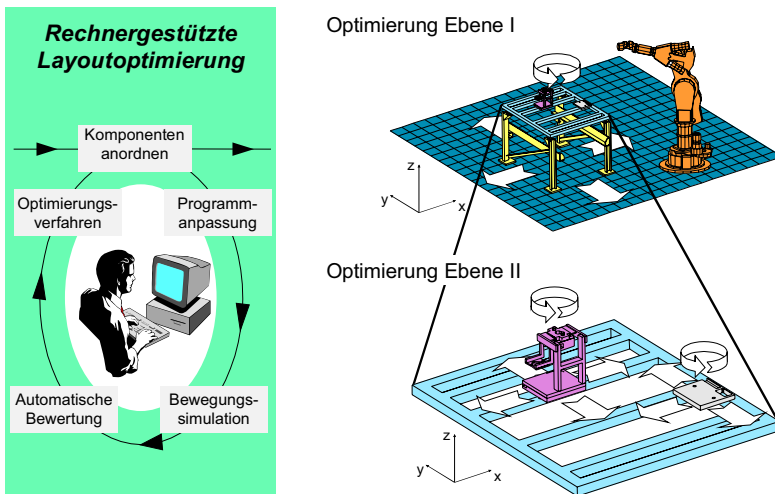 Rechnergestützte
Layoutoptimierung
Komponenten
anordnen
Optimierungs-
verfahren
Programm-
anpassung
Automatische
Bewertung
Bewegungs-
simulation
Optimierung Ebene I
z
y
x
Optimierung Ebene II
z
y
x